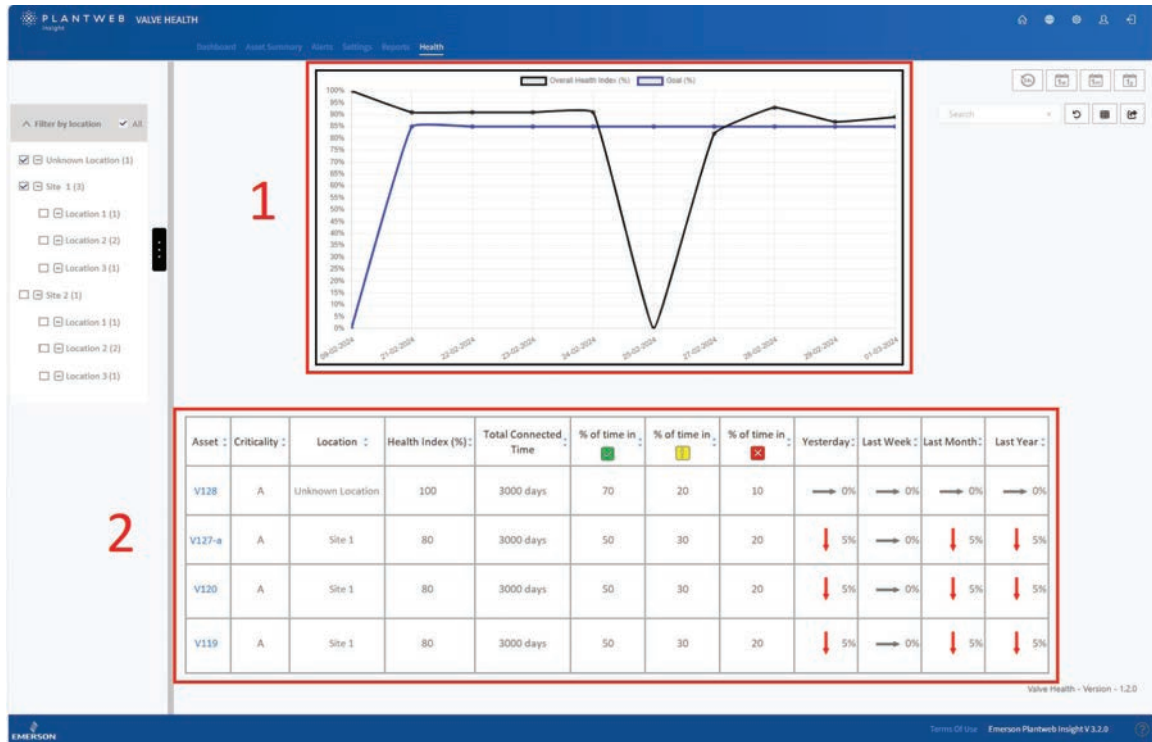 PLANTWEB VALVE HEALTH
Insight
Dashboard Asset Summary Alerts Settings Reports Health
Filter by location All
Unknown Location (1)
Site 1 (3)
Location 1 (1)
Location 2 (2)
Location 3 (1)
Site 2 (1)
Location 1 (1)
Location 2 (2)
Location 3 (1)
1
Overall Health Index (%) Goal (%)
100%
95%
90%
85%
80%
75%
70%
65%
60%
55%
50%
45%
40%
35%
30%
25%
20%
15%
10%
5%
0%
09-02-2024 21-02-2024 22-02-2024 23-02-2024 24-02-2024 25-02-2024 27-02-2024 28-02-2024 29-02-2024 01-03-2024
Search
2
Asset Criticality Location Health Index (%) Total Connected Time % of time in % of time in % of time in Yesterday Last Week Last Month Last Year
V128 A Unknown Location 100 3000 days 70 20 10 0% 0% 0% 0%
V127-a A Site 1 80 3000 days 50 30 20 5% 0% 5% 5%
V120 A Site 1 80 3000 days 50 30 20 5% 0% 5% 5%
V119 A Site 1 80 3000 days 50 30 20 5% 0% 5% 5%
Valve Health - Version - 1.2.0
EMERSON
Terms Of Use Emerson Plantweb Insight V 3.2.0